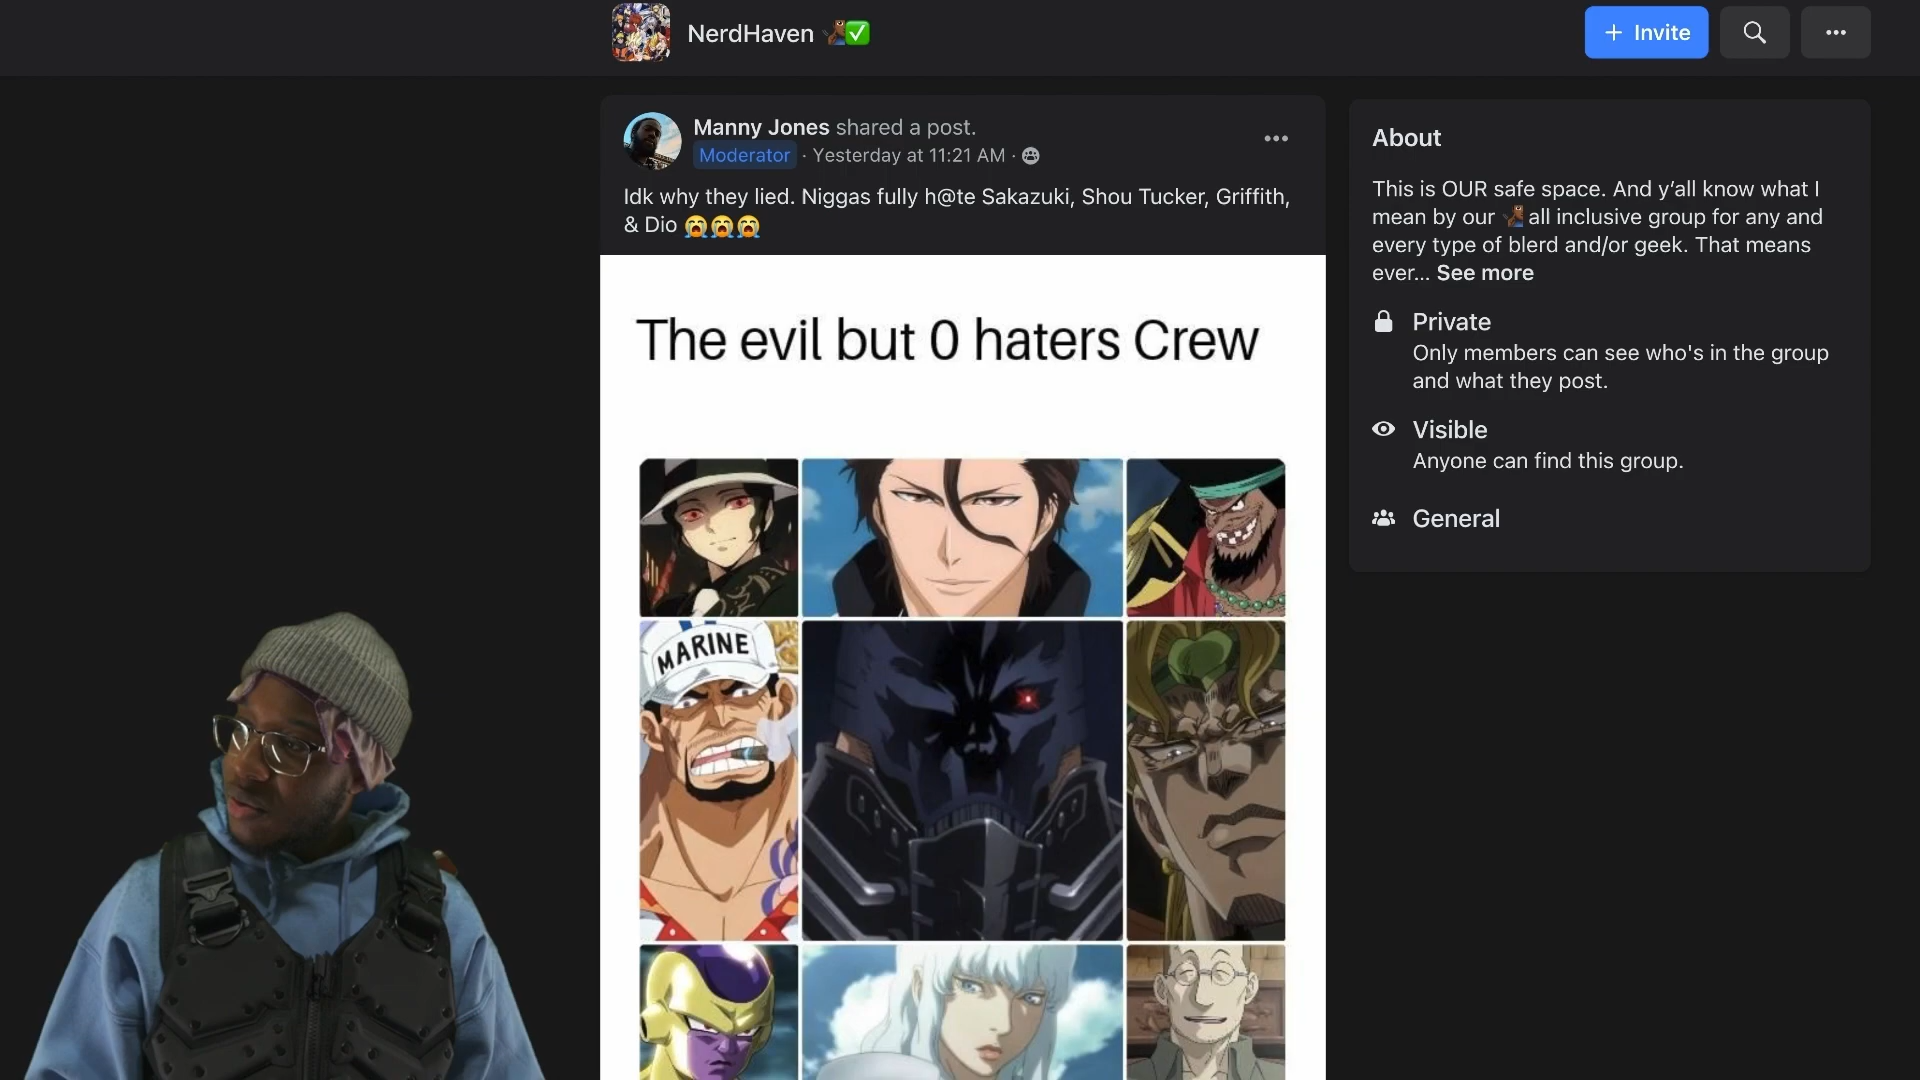 NerdHaven
+ Invite
Manny Jones shared a post.
Moderator · Yesterday at 11:21 AM ·
Idk why they lied. Niggas fully h@te Sakazuki, Shou Tucker, Griffith,
& Dio 😭😭😭
The evil but 0 haters Crew
MARINE
About
This is OUR safe space. And y’all know what I
mean by our all inclusive group for any and
every type of blerd and/or geek. That means
ever... See more
Private
Only members can see who's in the group
and what they post.
Visible
Anyone can find this group.
General